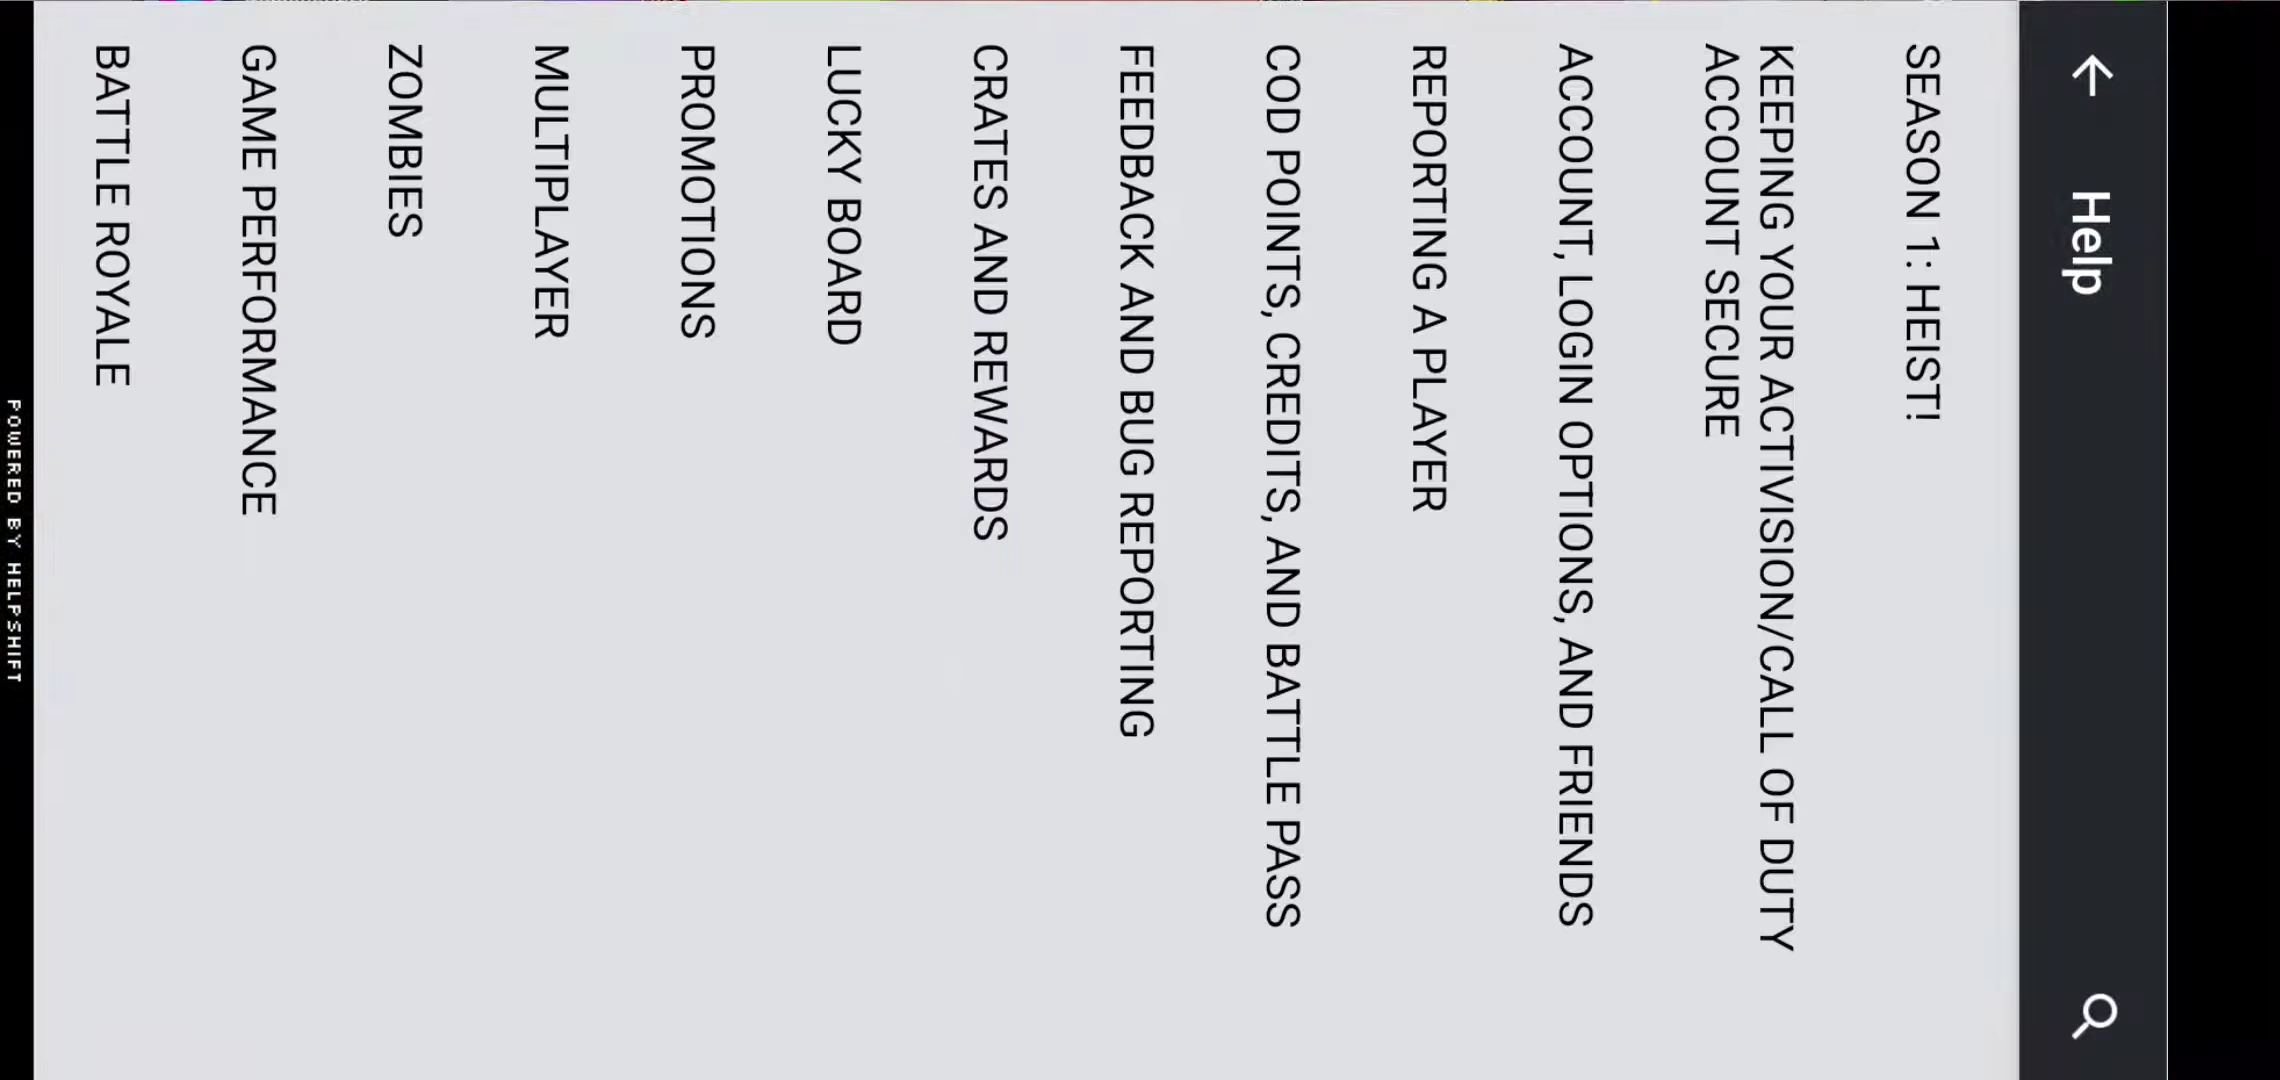 Help
SEASON 1: HEIST!
KEEPING YOUR ACTIVISION/CALL OF DUTY
ACCOUNT SECURE
ACCOUNT, LOGIN OPTIONS, AND FRIENDS
REPORTING A PLAYER
COD POINTS, CREDITS, AND BATTLE PASS
FEEDBACK AND BUG REPORTING
CRATES AND REWARDS
LUCKY BOARD
PROMOTIONS
MULTIPLAYER
ZOMBIES
GAME PERFORMANCE
BATTLE ROYALE
POWERED BY HELPSHIFT